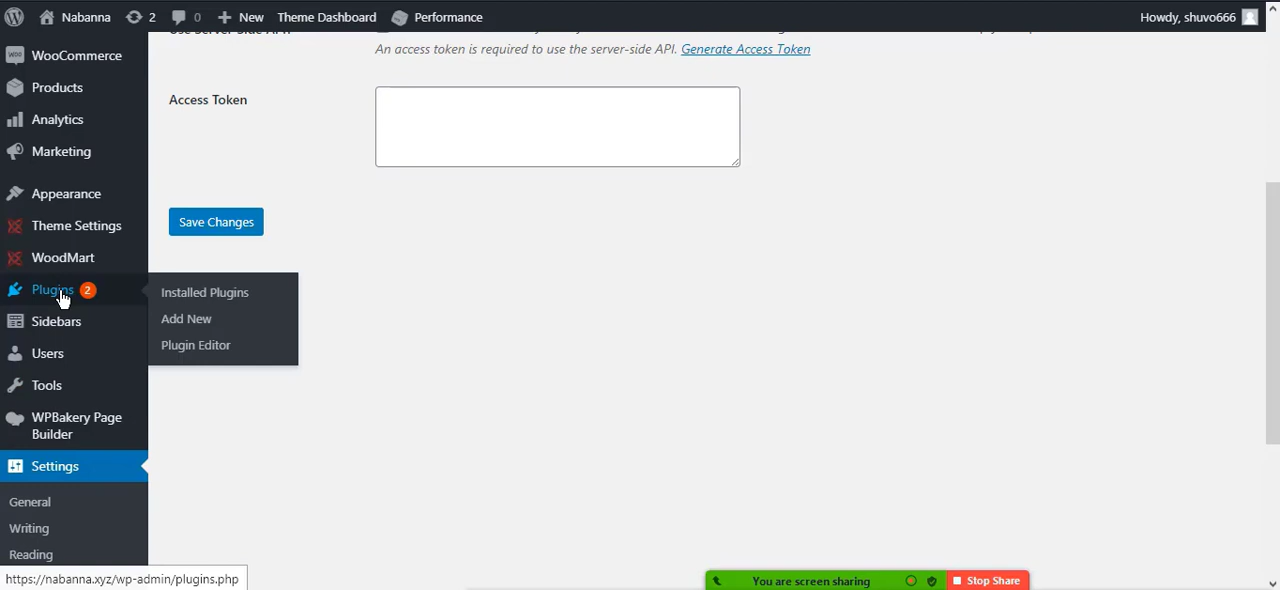 Nabanna
2
0
New
Theme Dashboard
Performance
Howdy, shuvo666
WooCommerce
Products
Analytics
Marketing
Appearance
Theme Settings
WoodMart
Plugins 2
Installed Plugins
Add New
Plugin Editor
Sidebars
Users
Tools
WPBakery Page
Builder
Settings
General
Writing
Reading
https://nabanna.xyz/wp-admin/plugins.php
Use Server-Side API?
An access token is required to use the server-side API. Generate Access Token
Access Token
Save Changes
You are screen sharing
Stop Share